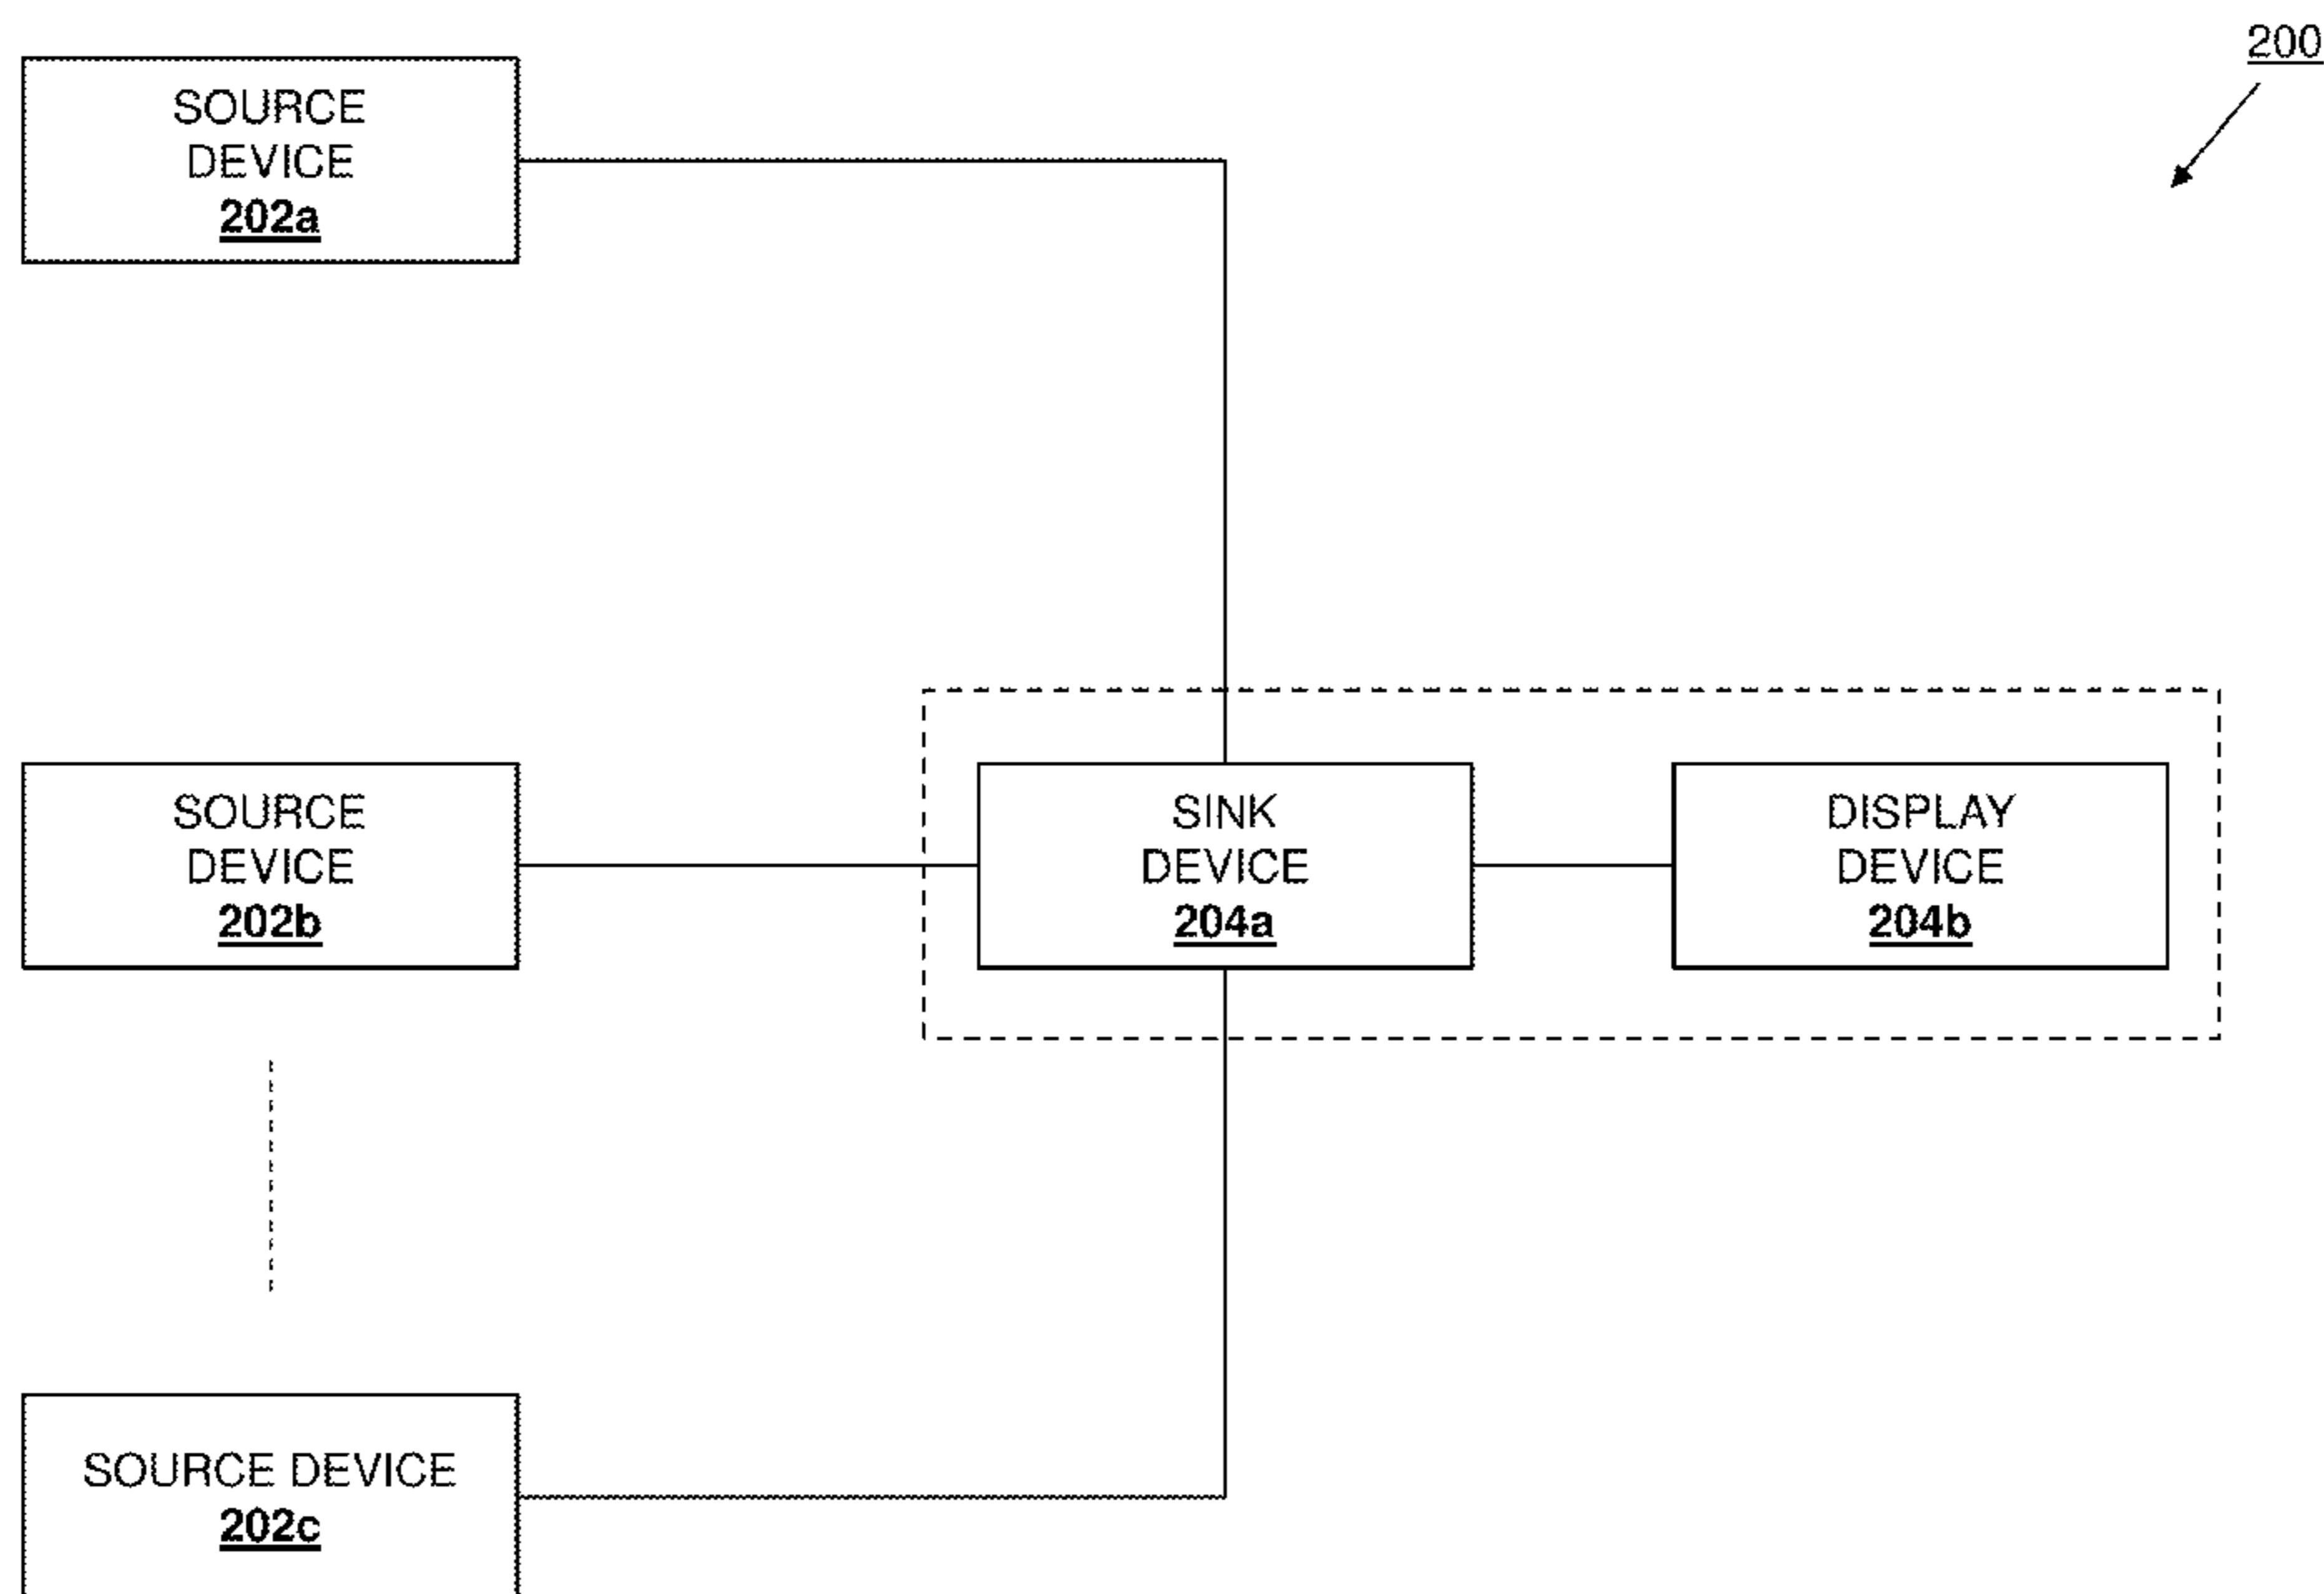 200
SOURCE
DEVICE
202a
SOURCE
DEVICE
202b
SINK
DEVICE
204a
DISPLAY
DEVICE
204b
SOURCE DEVICE
202c